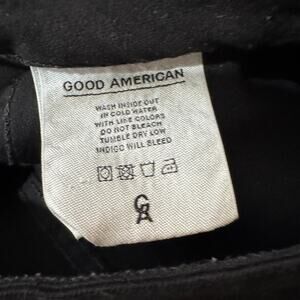 GOOD AMERICAN
WASH INSIDE OUT
IN COLD WATER
WITH LIKE COLORS
DO NOT BLEACH
TUMBLE DRY LOW
INDIGO WILL BLEED
GA